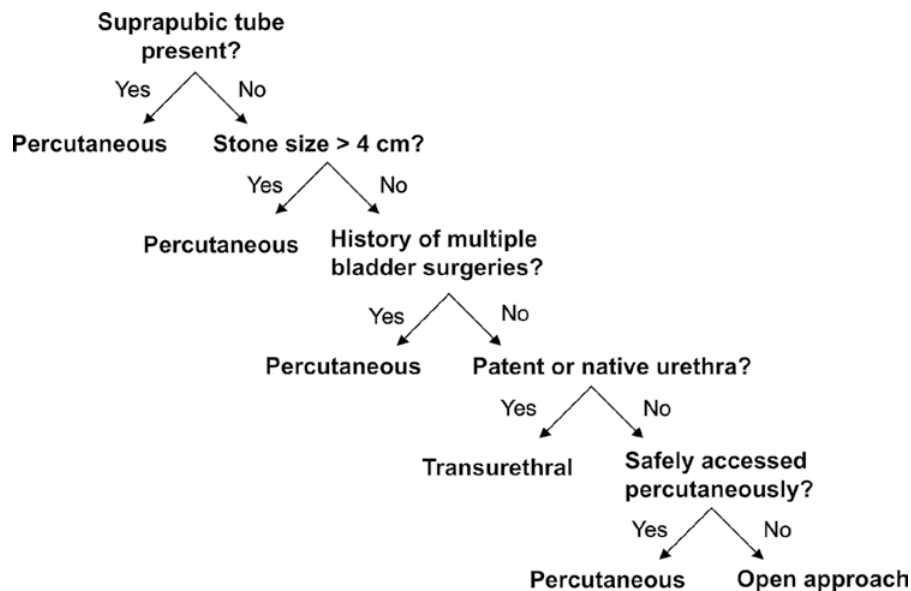 Suprapubic tube
present?
Yes No
Percutaneous Stone size > 4 cm?
Yes No
Percutaneous History of multiple
bladder surgeries?
Yes No
Percutaneous Patent or native urethra?
Yes No
Transurethral Safely accessed
percutaneously?
Yes No
Percutaneous Open approach